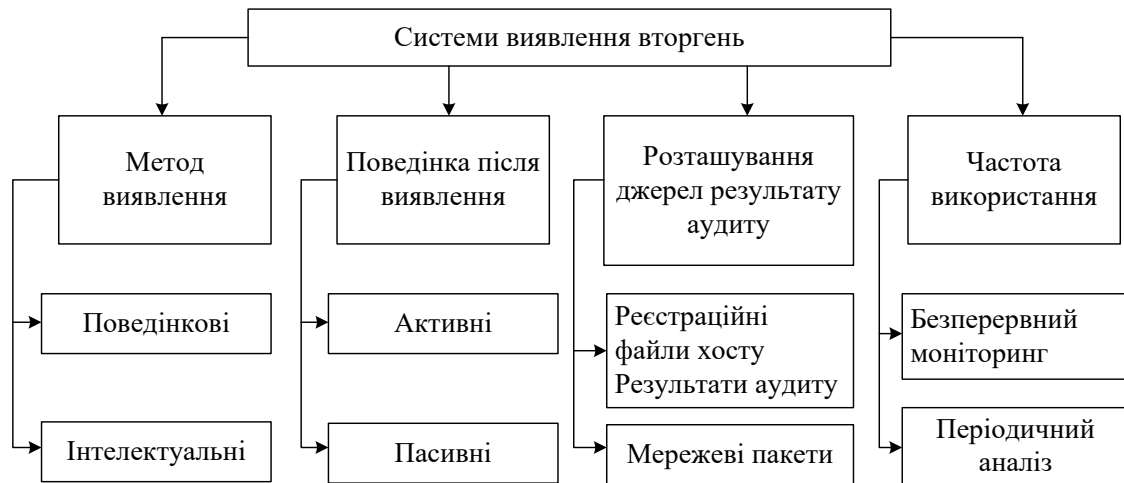 Системи виявлення вторгень
Метод
виявлення
Поведінкові
Інтелектуальні
Поведінка після
виявлення
Активні
Пасивні
Розташування
джерел результату
аудиту
Реєстраційні
файли хосту
Результати аудиту
Мережеві пакети
Частота
використання
Безперервний
моніторинг
Періодичний
аналіз